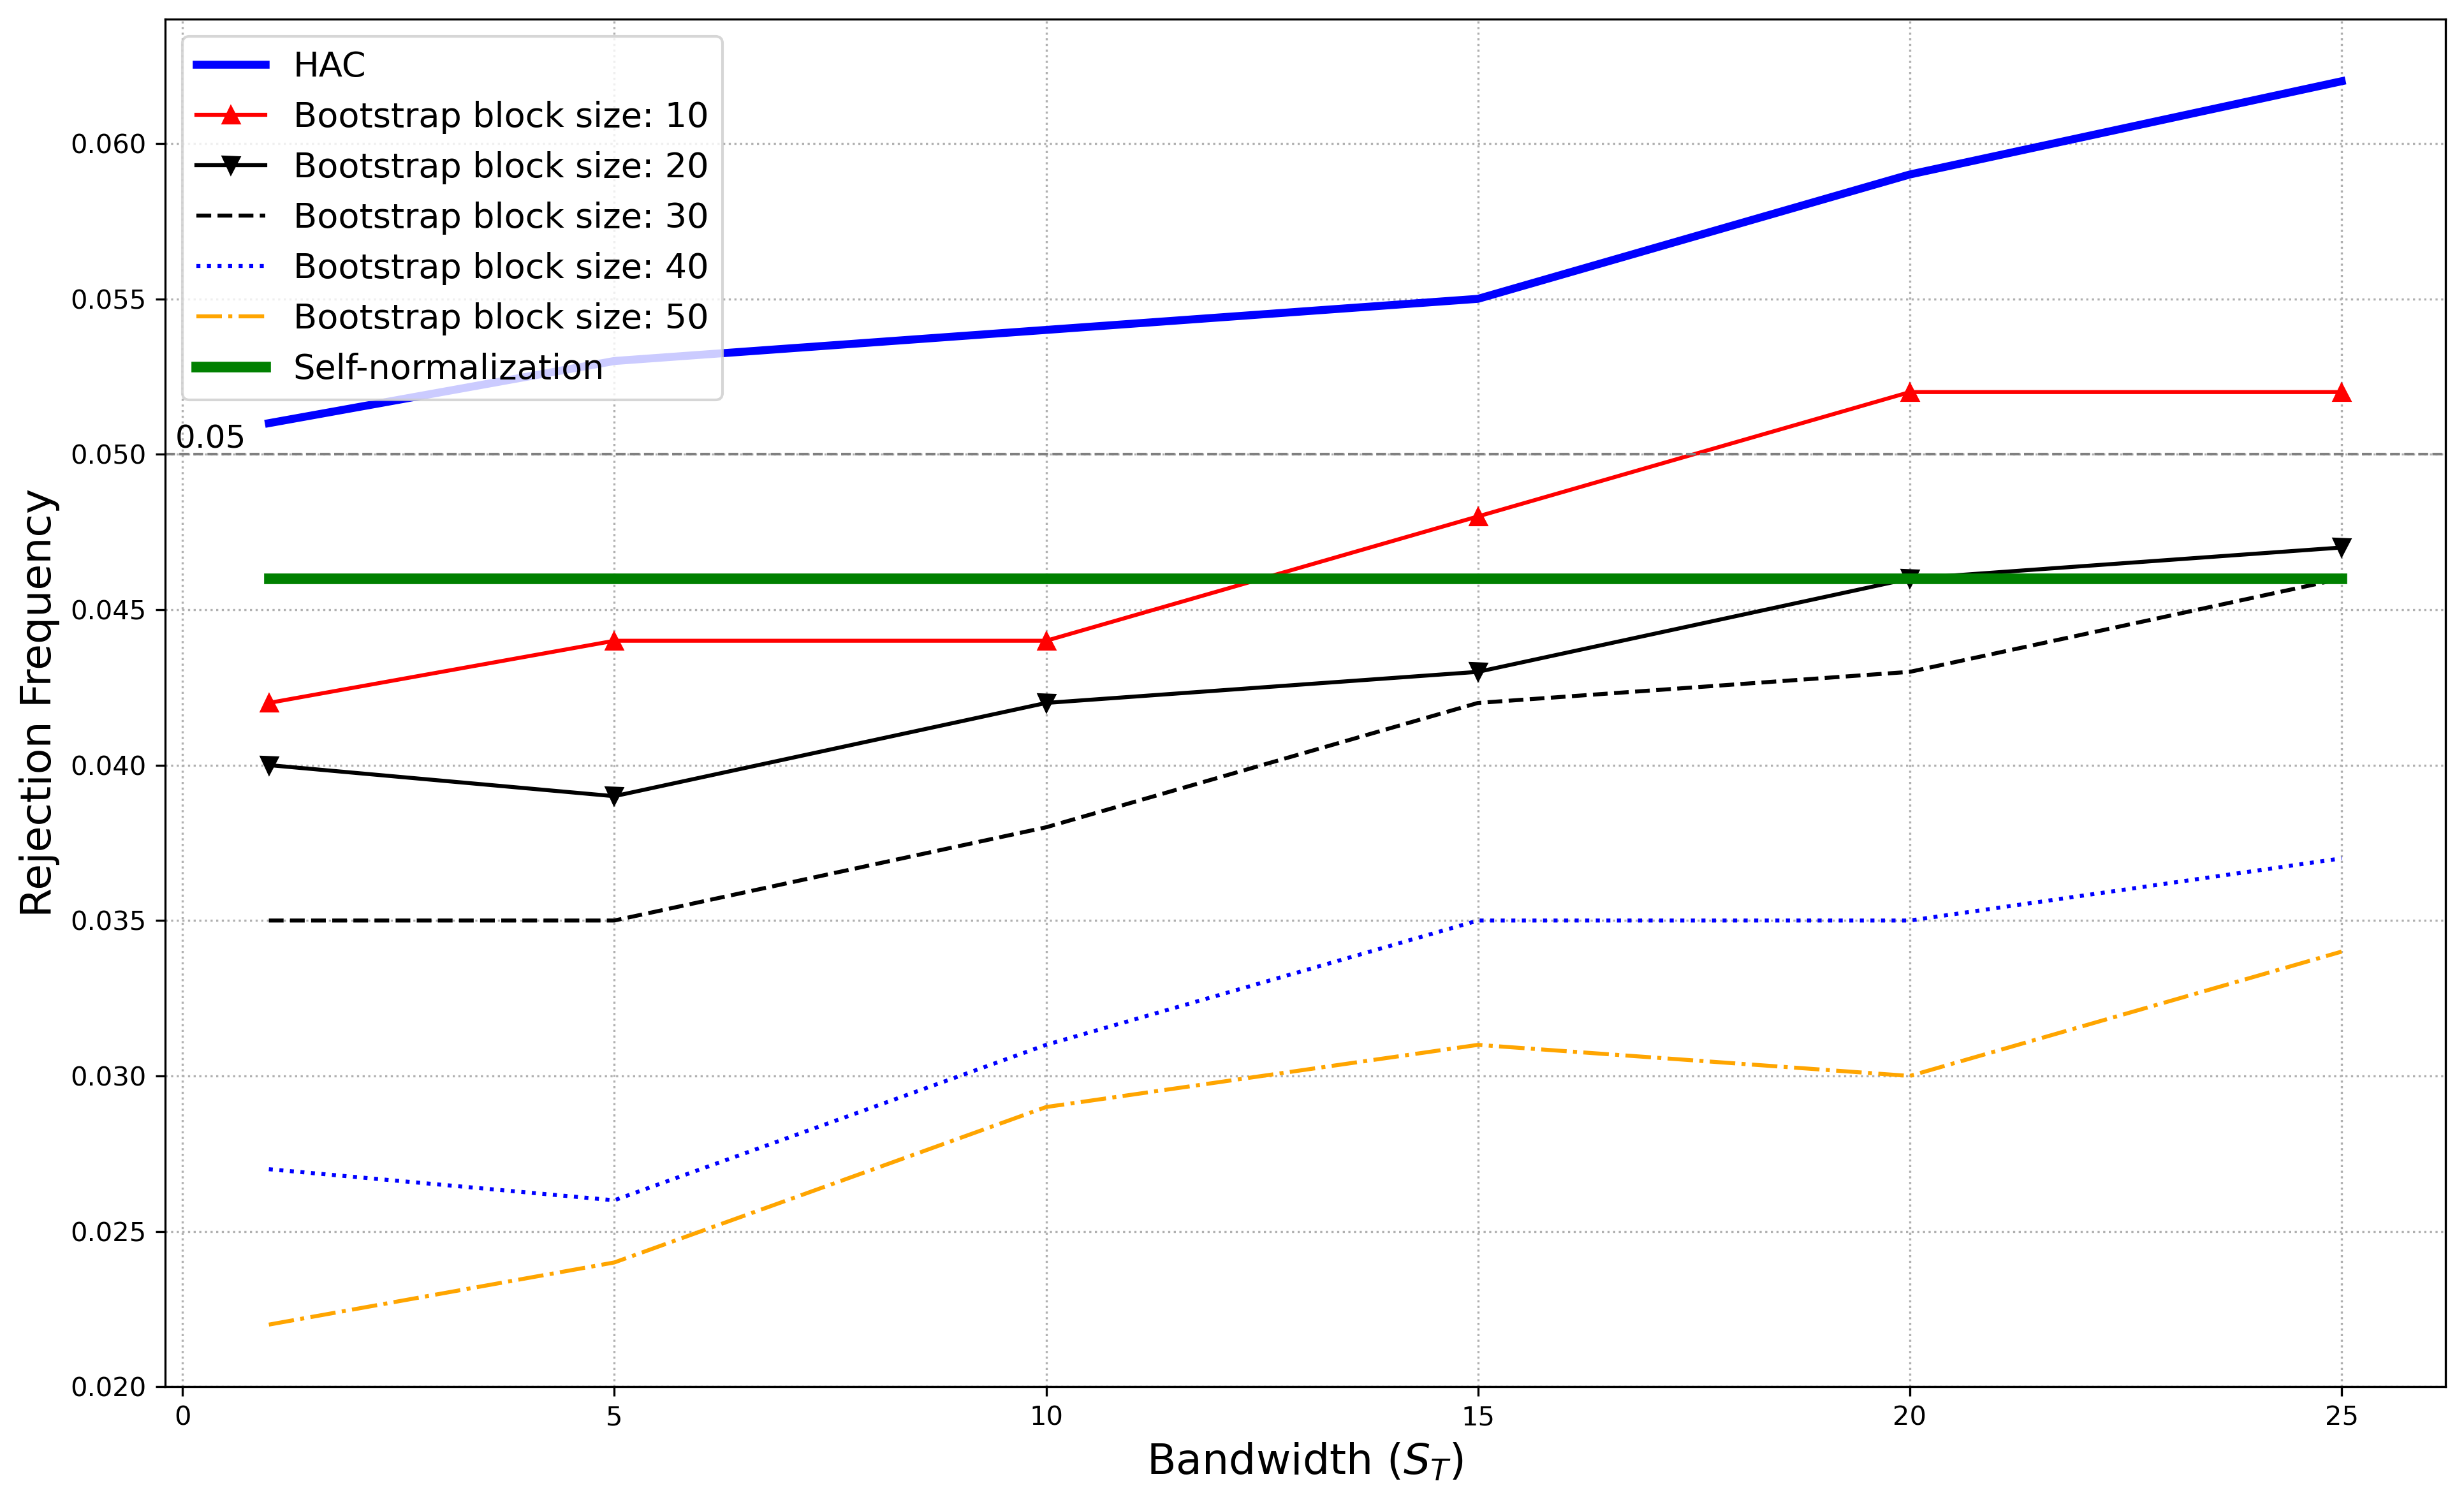 HAC
Bootstrap block size: 10
Bootstrap block size: 20
Bootstrap block size: 30
Bootstrap block size: 40
Bootstrap block size: 50
Self-normalization
0.05
0.060
0.055
0.050
0.045
0.040
0.035
0.030
0.025
0.020
Rejection Frequency
0 5 10 15 20 25
Bandwidth (S_T)